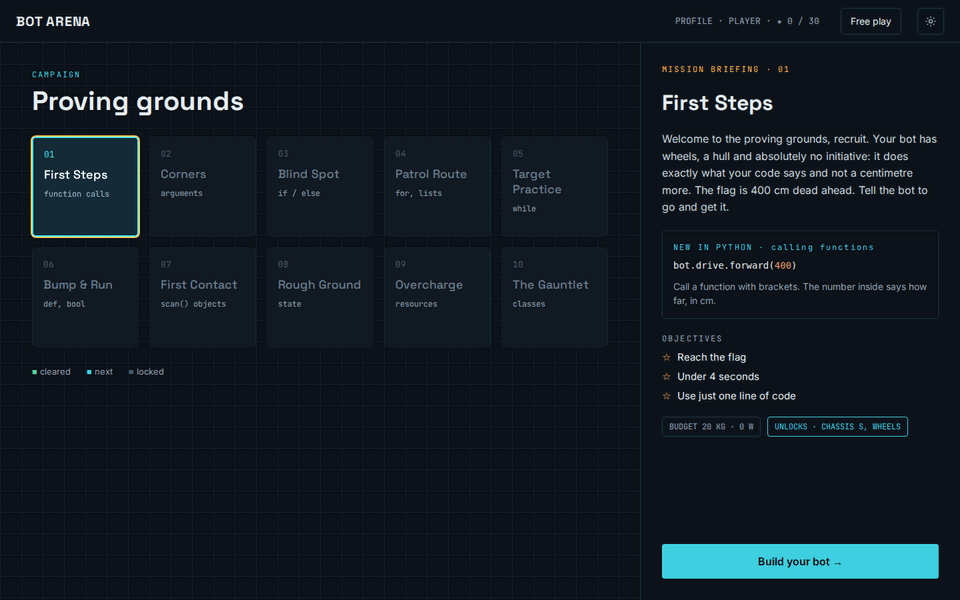 BOT ARENA
PROFILE · PLAYER · ★ 0 / 30
Free play
CAMPAIGN
Proving grounds
01
First Steps
function calls
02
Corners
arguments
03
Blind Spot
if / else
04
Patrol Route
for, lists
05
Target
Practice
while
06
Bump & Run
def, bool
07
First Contact
scan() objects
08
Rough Ground
state
09
Overcharge
resources
10
The Gauntlet
classes
cleared
next
locked
MISSION BRIEFING · 01
First Steps
Welcome to the proving grounds, recruit. Your bot has
wheels, a hull and absolutely no initiative: it does
exactly what your code says and not a centimetre
more. The flag is 400 cm dead ahead. Tell the bot to
go and get it.
NEW IN PYTHON · calling functions
bot.drive.forward(400)
Call a function with brackets. The number inside says how
far, in cm.
OBJECTIVES
☆ Reach the flag
☆ Under 4 seconds
☆ Use just one line of code
BUDGET 20 KG · 0 W
UNLOCKS · CHASSIS S, WHEELS
Build your bot →